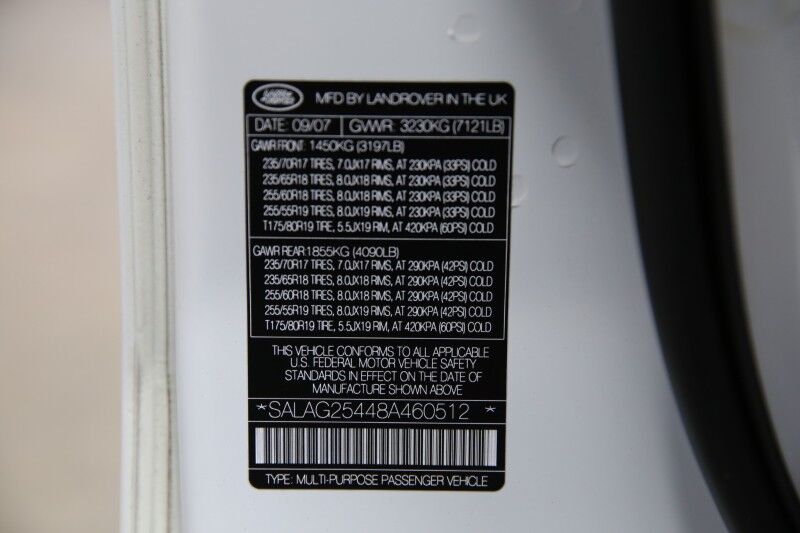 LAND ROVER
MFD BY LANDROVER IN THE UK
DATE: 09/07 GVWR: 3230KG (7121LB)
GAWR FRONT: 1450KG (3197LB)
235/70R17 TIRES, 7.0JX17 RIMS, AT 230KPA (33PSI) COLD
235/65R18 TIRES, 8.0JX18 RIMS, AT 230KPA (33PSI) COLD
255/60R18 TIRES, 8.0JX18 RIMS, AT 230KPA (33PSI) COLD
255/55R19 TIRES, 8.0JX19 RIMS, AT 230KPA (33PSI) COLD
T175/80R19 TIRE, 5.5JX19 RIM, AT 420KPA (60PSI) COLD
GAWR REAR:1855KG (4090LB)
235/70R17 TIRES, 7.0JX17 RIMS, AT 290KPA (42PSI) COLD
235/65R18 TIRES, 8.0JX18 RIMS, AT 290KPA (42PSI) COLD
255/60R18 TIRES, 8.0JX18 RIMS, AT 290KPA (42PSI) COLD
255/55R19 TIRES, 8.0JX19 RIMS, AT 290KPA (42PSI) COLD
T175/80R19 TIRE, 5.5JX19 RIM, AT 420KPA (60PSI) COLD
THIS VEHICLE CONFORMS TO ALL APPLICABLE
U.S. FEDERAL MOTOR VEHICLE SAFETY
STANDARDS IN EFFECT ON THE DATE OF
MANUFACTURE SHOWN ABOVE
*SALAG25448A460512*
TYPE: MULTI-PURPOSE PASSENGER VEHICLE